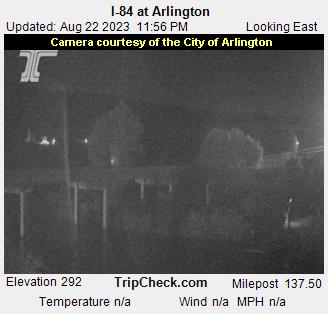 I-84 at Arlington
Updated: Aug 22 2023 11:56 PM Looking East
Camera courtesy of the City of Arlington
Elevation 292 TripCheck.com Milepost 137.50
Temperature n/a Wind n/a MPH n/a